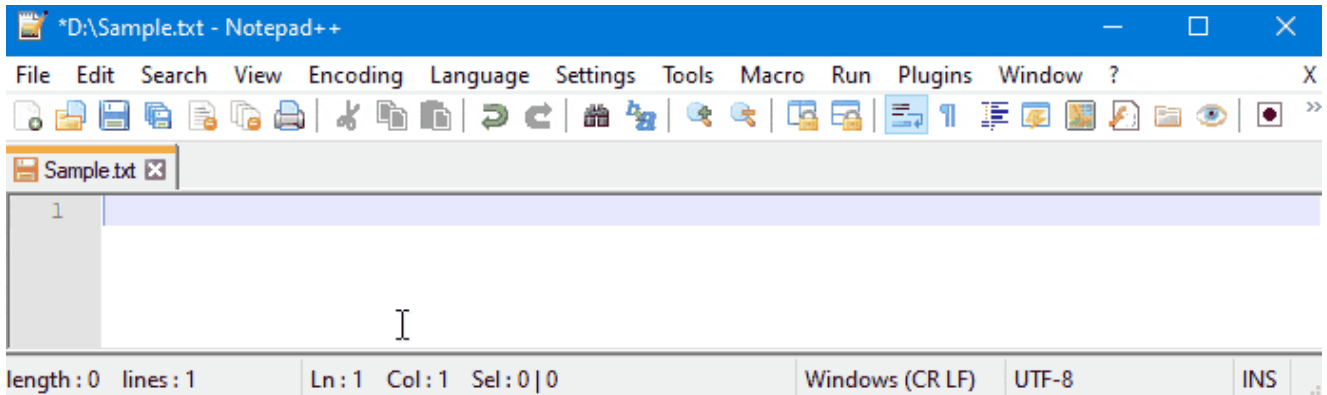 *D:\Sample.txt - Notepad++
File Edit Search View Encoding Language Settings Tools Macro Run Plugins Window ? X
Sample.txt
1
length : 0 lines : 1 Ln : 1 Col : 1 Sel : 0 | 0 Windows (CR LF) UTF-8 INS